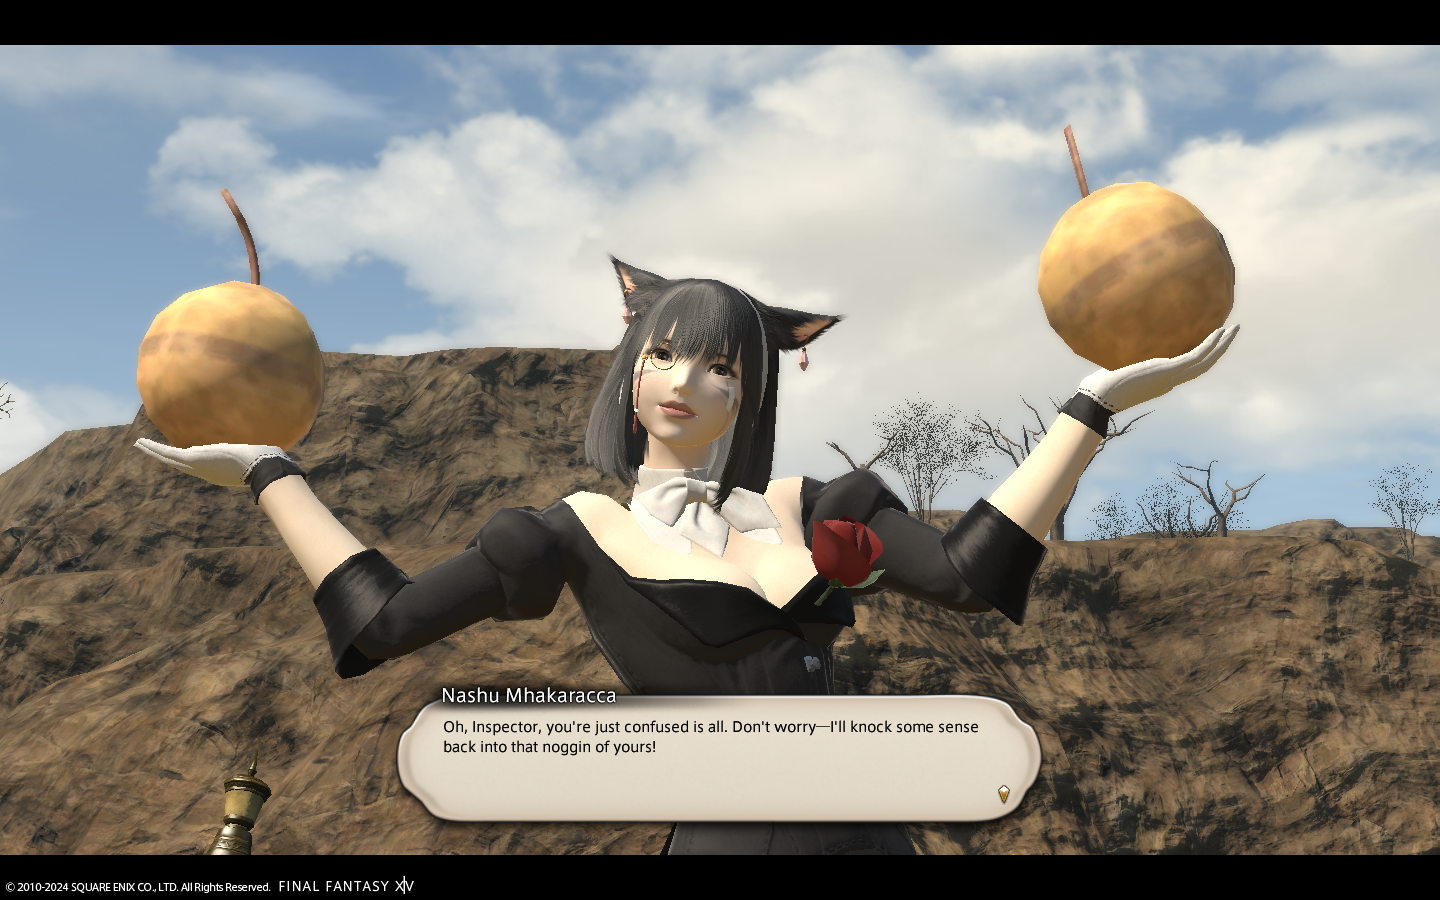 Nashu Mhakaracca
Oh, Inspector, you're just confused is all. Don't worry—I'll knock some sense
back into that noggin of yours!
© 2010-2024 SQUARE ENIX CO., LTD. All Rights Reserved. FINAL FANTASY XIV